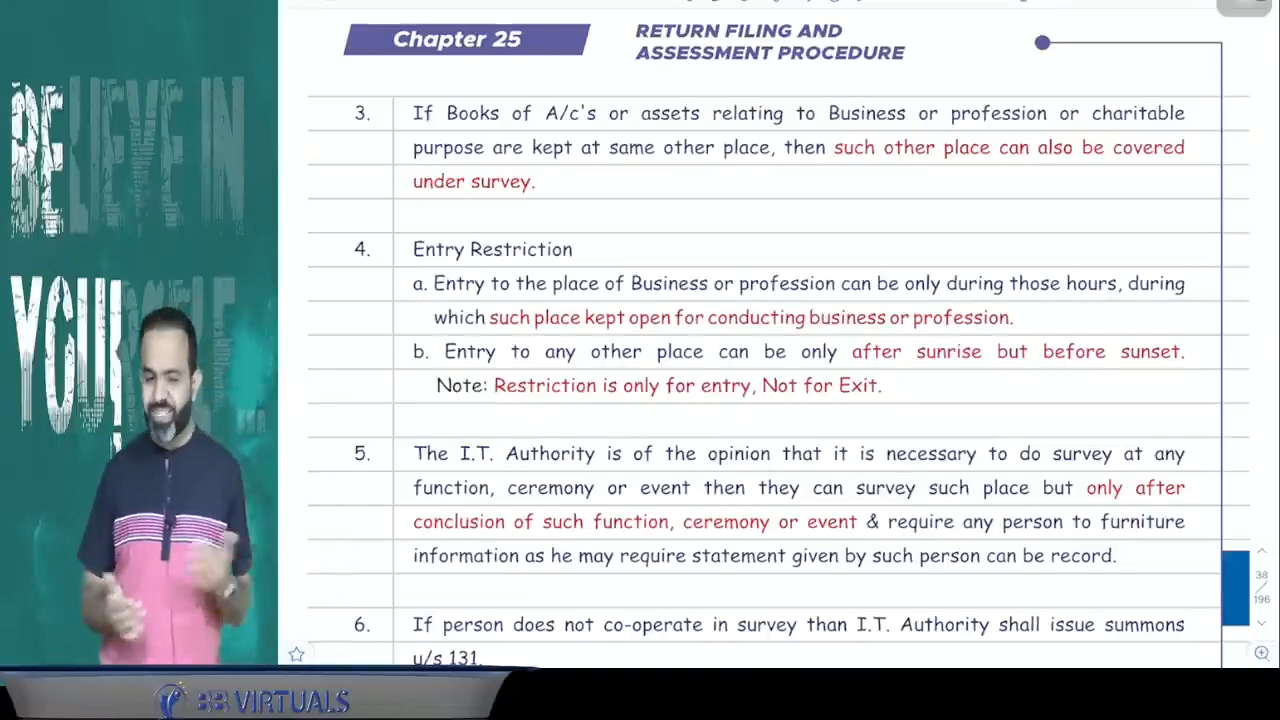 BELIEVE IN
Chapter 25
RETURN FILING AND
ASSESSMENT PROCEDURE
3. If Books of A/c's or assets relating to Business or profession or charitable
purpose are kept at same other place, then such other place can also be covered
under survey.
4. Entry Restriction
a. Entry to the place of Business or profession can be only during those hours, during
which such place kept open for conducting business or profession.
b. Entry to any other place can be only after sunrise but before sunset.
Note: Restriction is only for entry, Not for Exit.
5. The I.T. Authority is of the opinion that it is necessary to do survey at any
function, ceremony or event then they can survey such place but only after
conclusion of such function, ceremony or event & require any person to furniture
information as he may require statement given by such person can be record.
38
196
6. If person does not co-operate in survey than I.T. Authority shall issue summons
u/s 131.
BB VIRTUALS